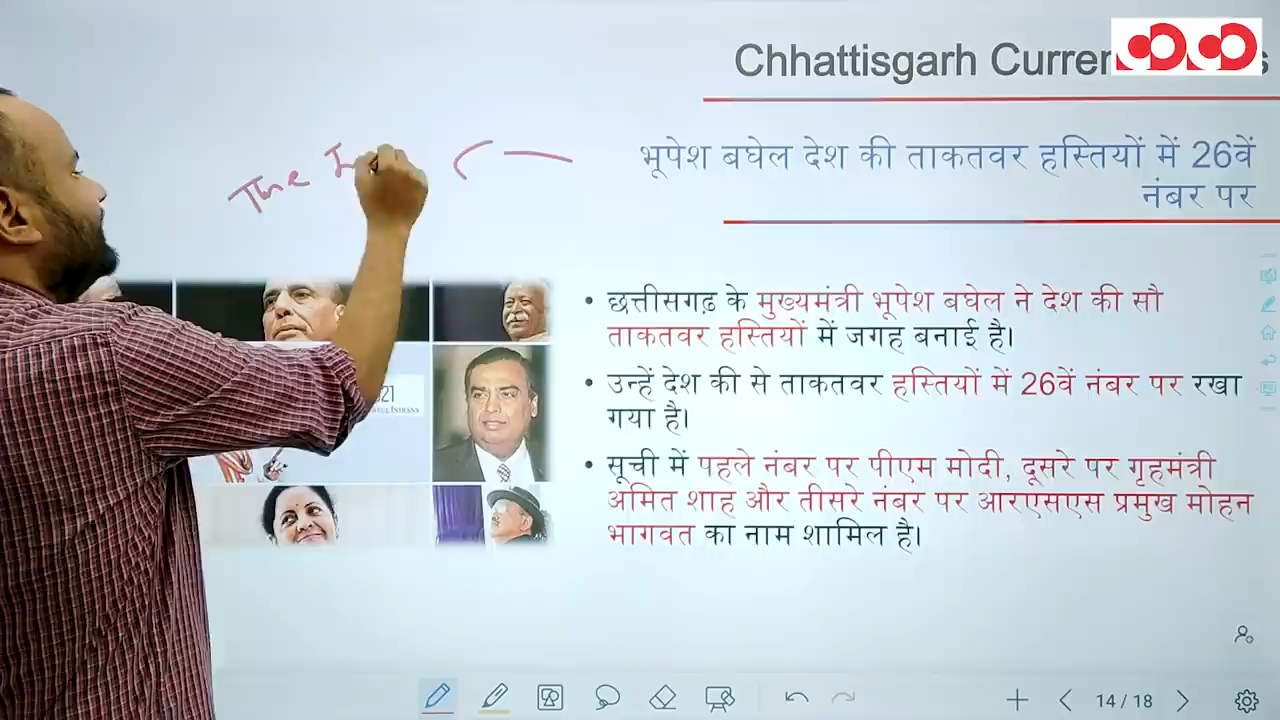 Chhattisgarh Curren
The I
भूपेश बघेल देश की ताकतवर हस्तियों में 26वें
नंबर पर
• छत्तीसगढ़ के मुख्यमंत्री भूपेश बघेल ने देश की सौ
ताकतवर हस्तियों में जगह बनाई है।
• उन्हें देश की से ताकतवर हस्तियों में 26वें नंबर पर रखा
गया है।
• सूची में पहले नंबर पर पीएम मोदी, दूसरे पर गृहमंत्री
अमित शाह और तीसरे नंबर पर आरएसएस प्रमुख मोहन
भागवत का नाम शामिल है।
21
INDIANS
14 / 18